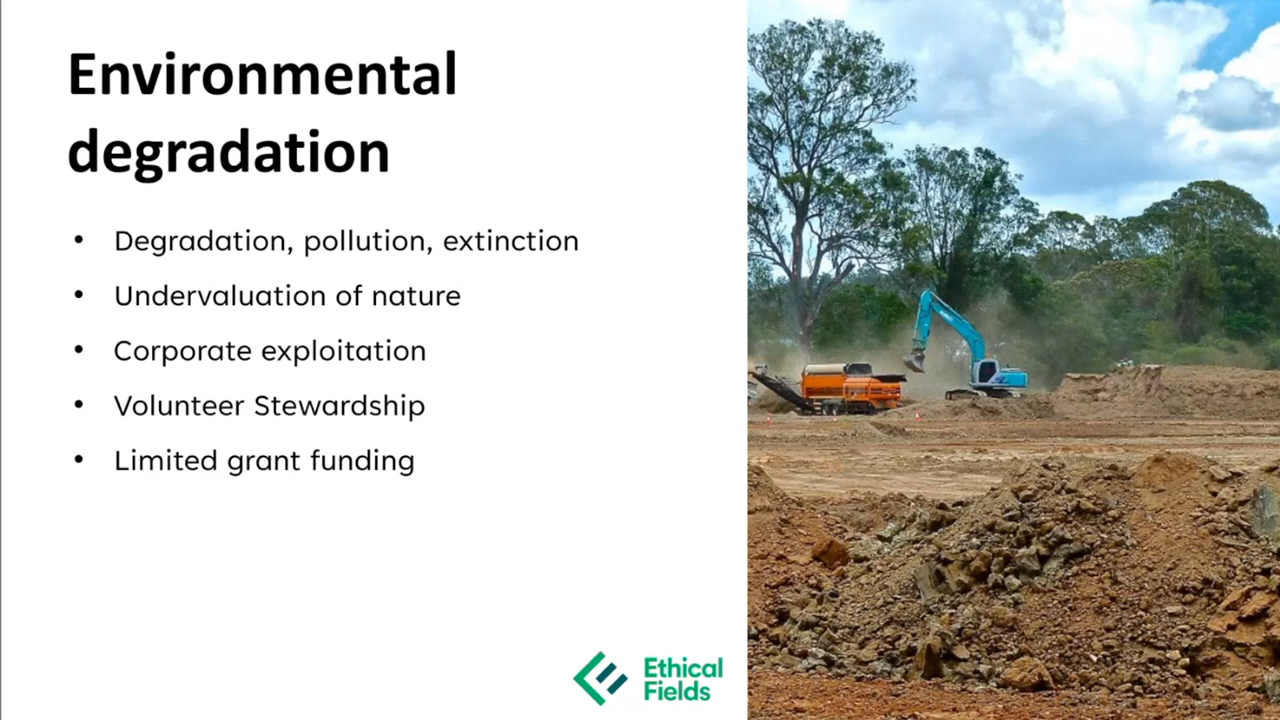 Environmental
degradation
• Degradation, pollution, extinction
• Undervaluation of nature
• Corporate exploitation
• Volunteer Stewardship
• Limited grant funding
Ethical
Fields